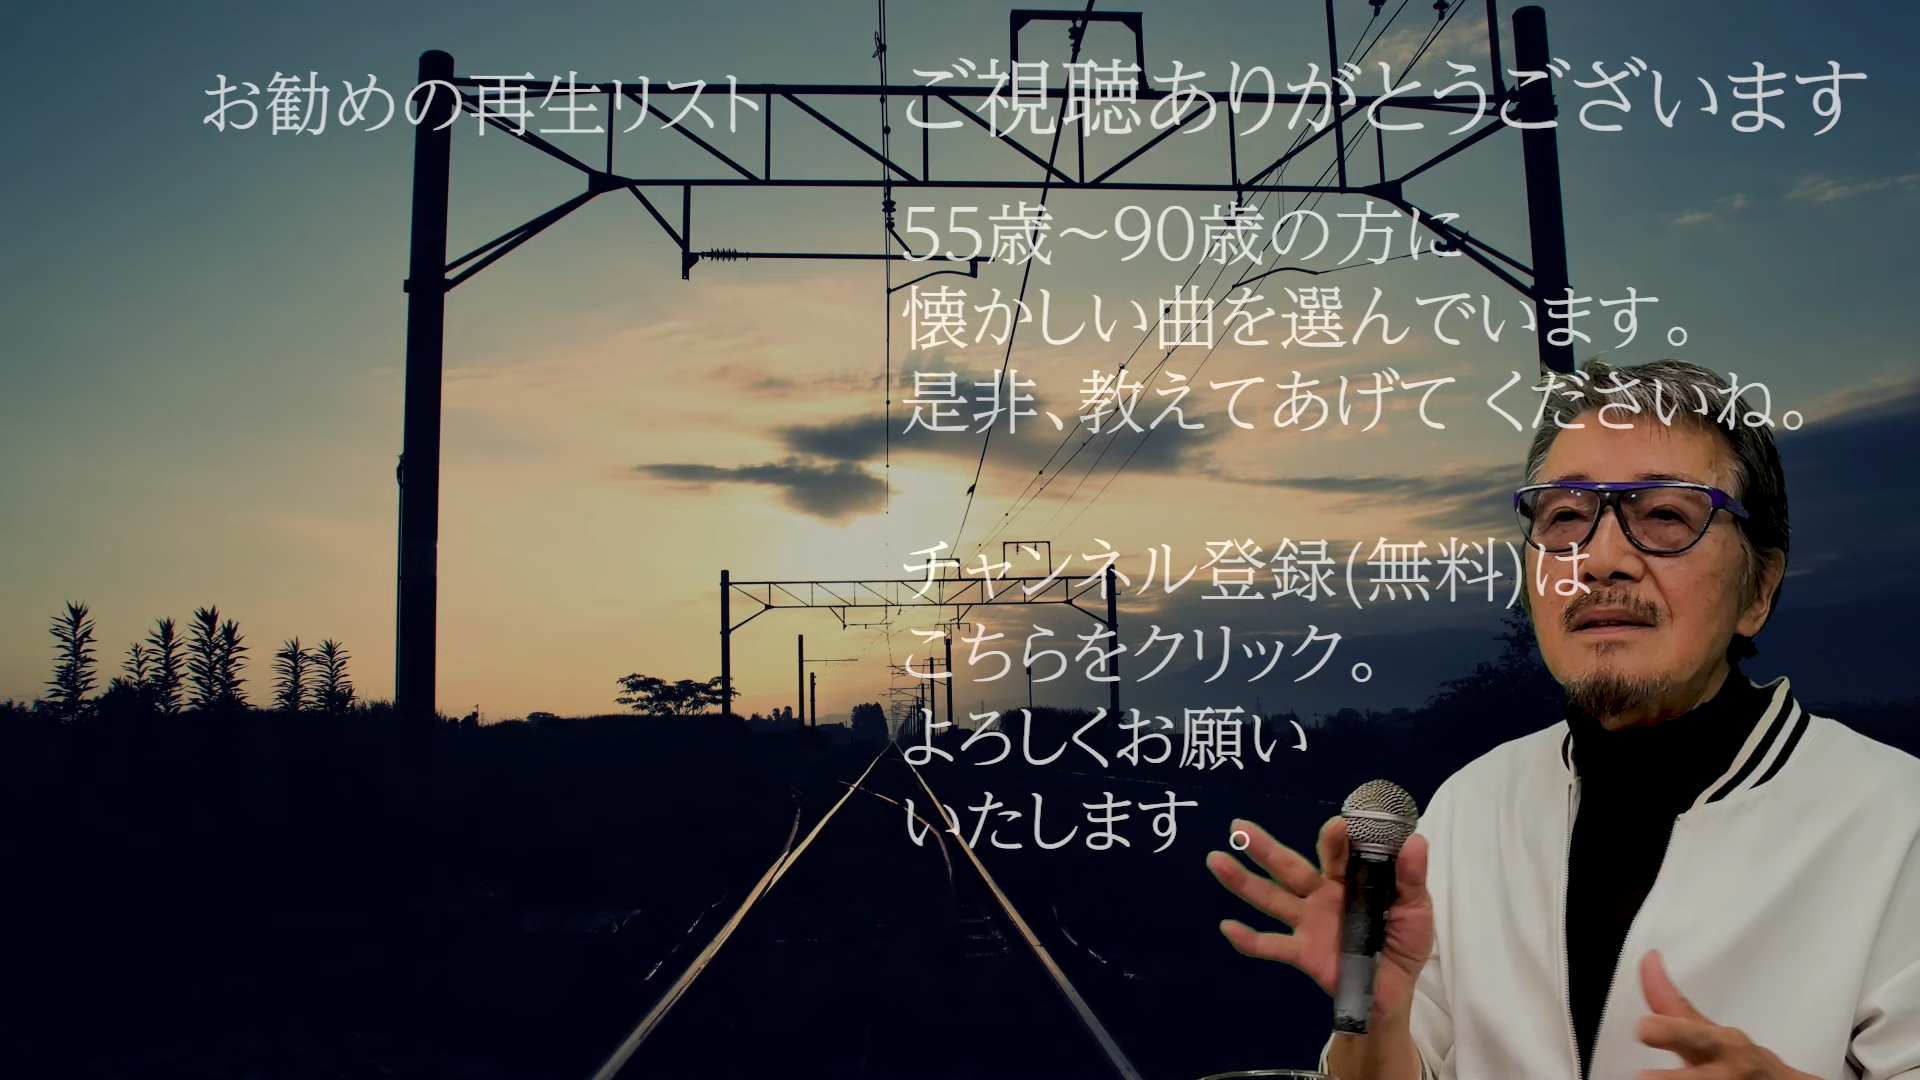 お勧めの再生リスト
ご視聴ありがとうございます
55歳~90歳の方に
懐かしい曲を選んでいます。
是非、教えてあげて くださいね。
チャンネル登録(無料)は
こちらをクリック。
よろしくお願い
いたします 。